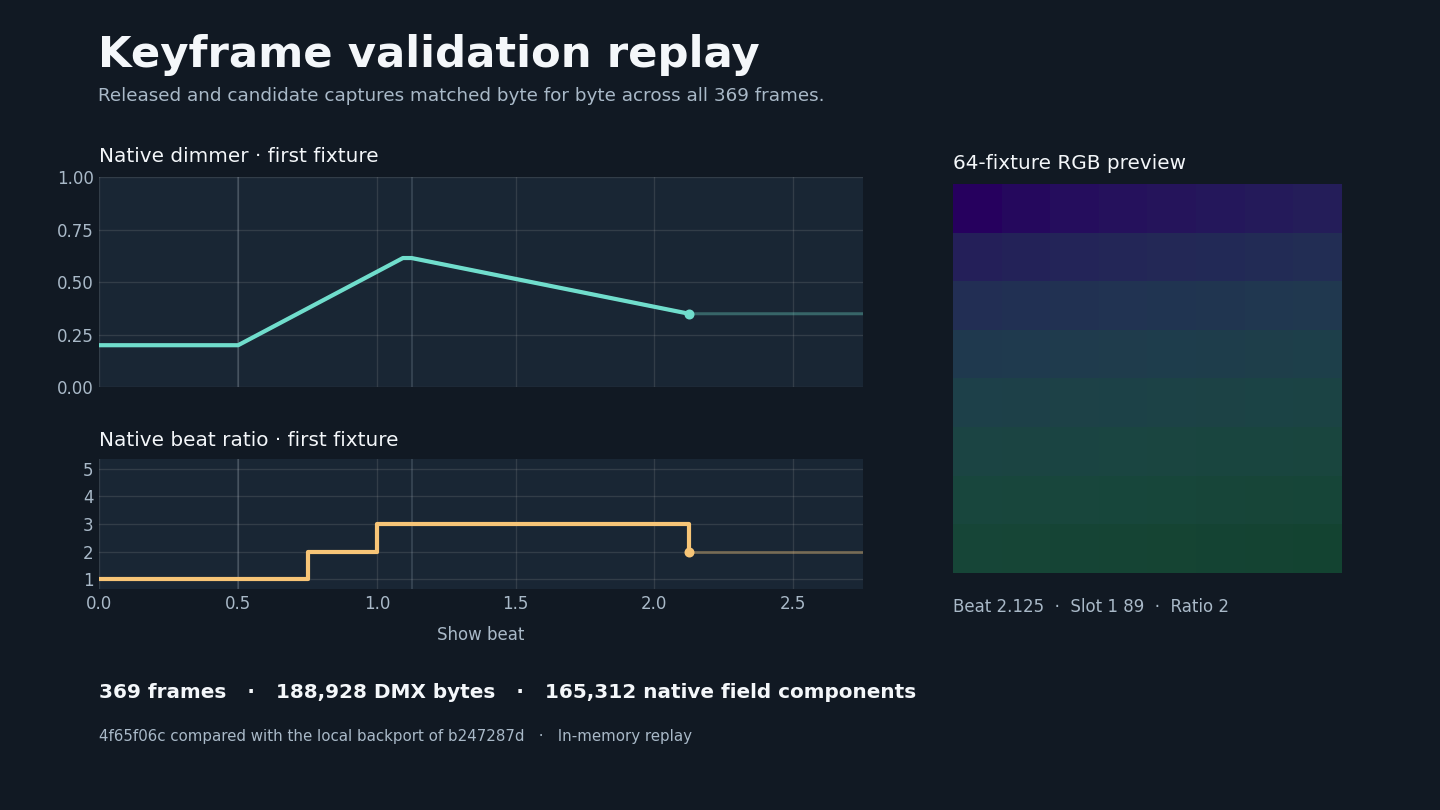 Keyframe validation replay
Released and candidate captures matched byte for byte across all 369 frames.
Native dimmer · first fixture
1.00
0.75
0.50
0.25
0.00
Native beat ratio · first fixture
5
4
3
2
1
0.0 0.5 1.0 1.5 2.0 2.5
Show beat
64-fixture RGB preview
Beat 2.125 · Slot 1 89 · Ratio 2
369 frames · 188,928 DMX bytes · 165,312 native field components
4f65f06c compared with the local backport of b247287d · In-memory replay